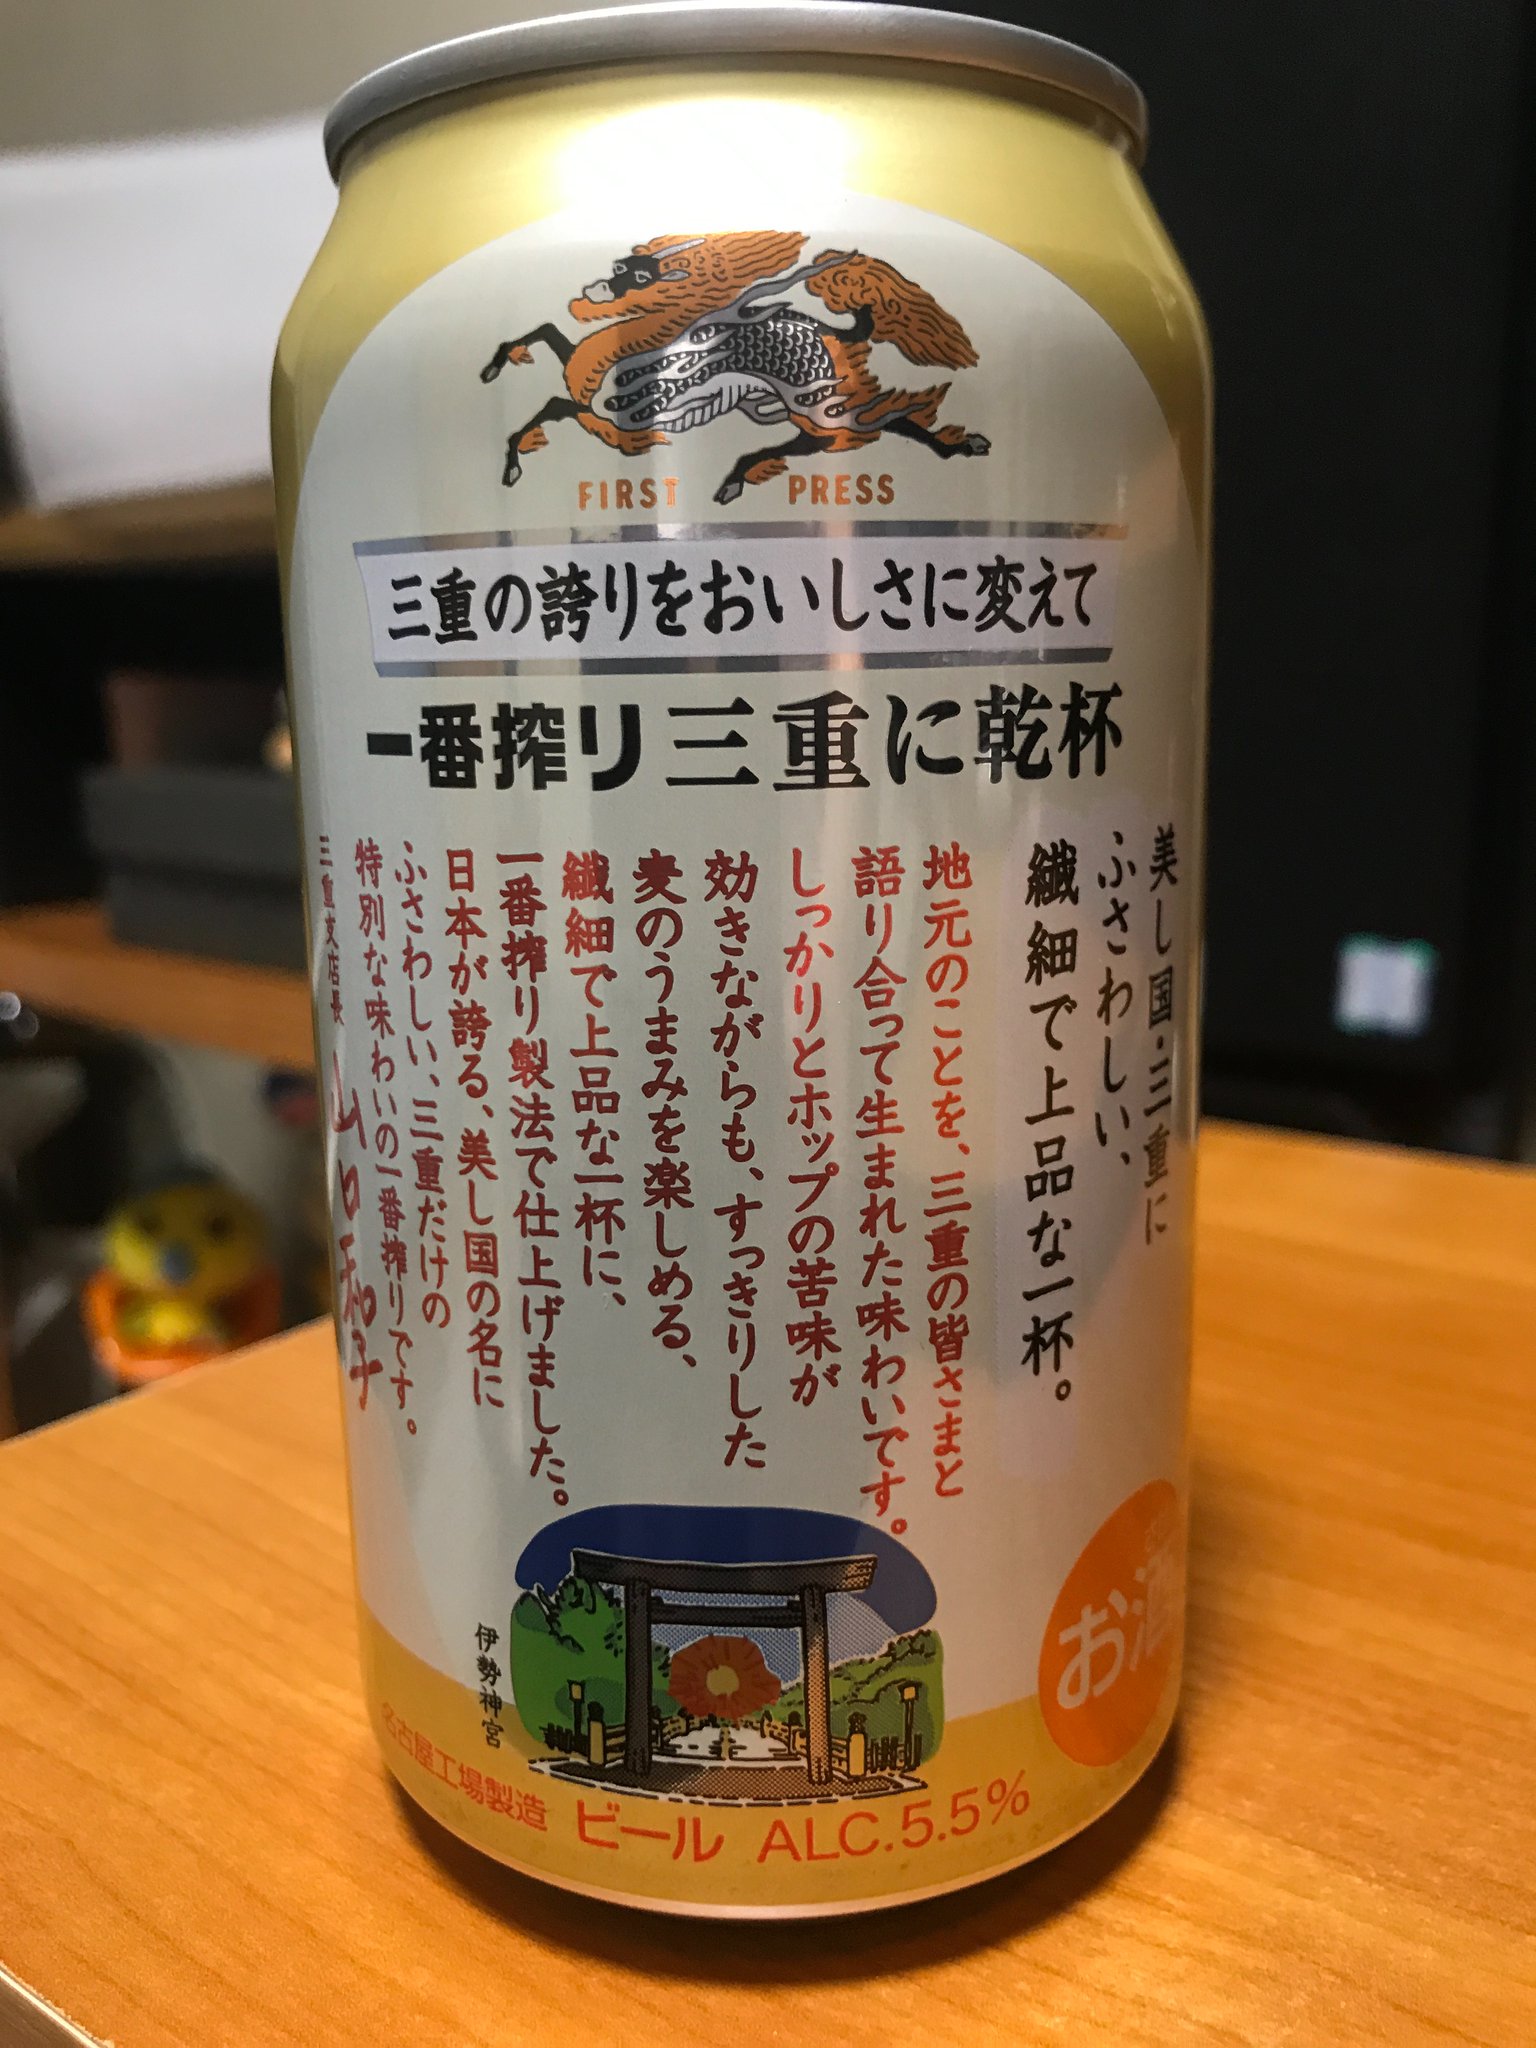 FIRST PRESS
三重の誇りをおいしさに変えて
一番搾り三重に乾杯
美し国・三重に
ふさわしい、
繊細で上品な一杯。
地元のことを、三重の皆さまと
語り合って生まれた味わいです。
しっかりとホップの苦味が
効きながらも、すっきりした
麦のうまみを楽しめる、
繊細で上品な一杯に、
一番搾り製法で仕上げました。
日本が誇る、美し国の名に
ふさわしい、三重だけの
特別な味わいの一番搾りです。
三重支店長 山口和子
伊勢神宮
お酒
名古屋工場製造 ビール ALC.5.5%